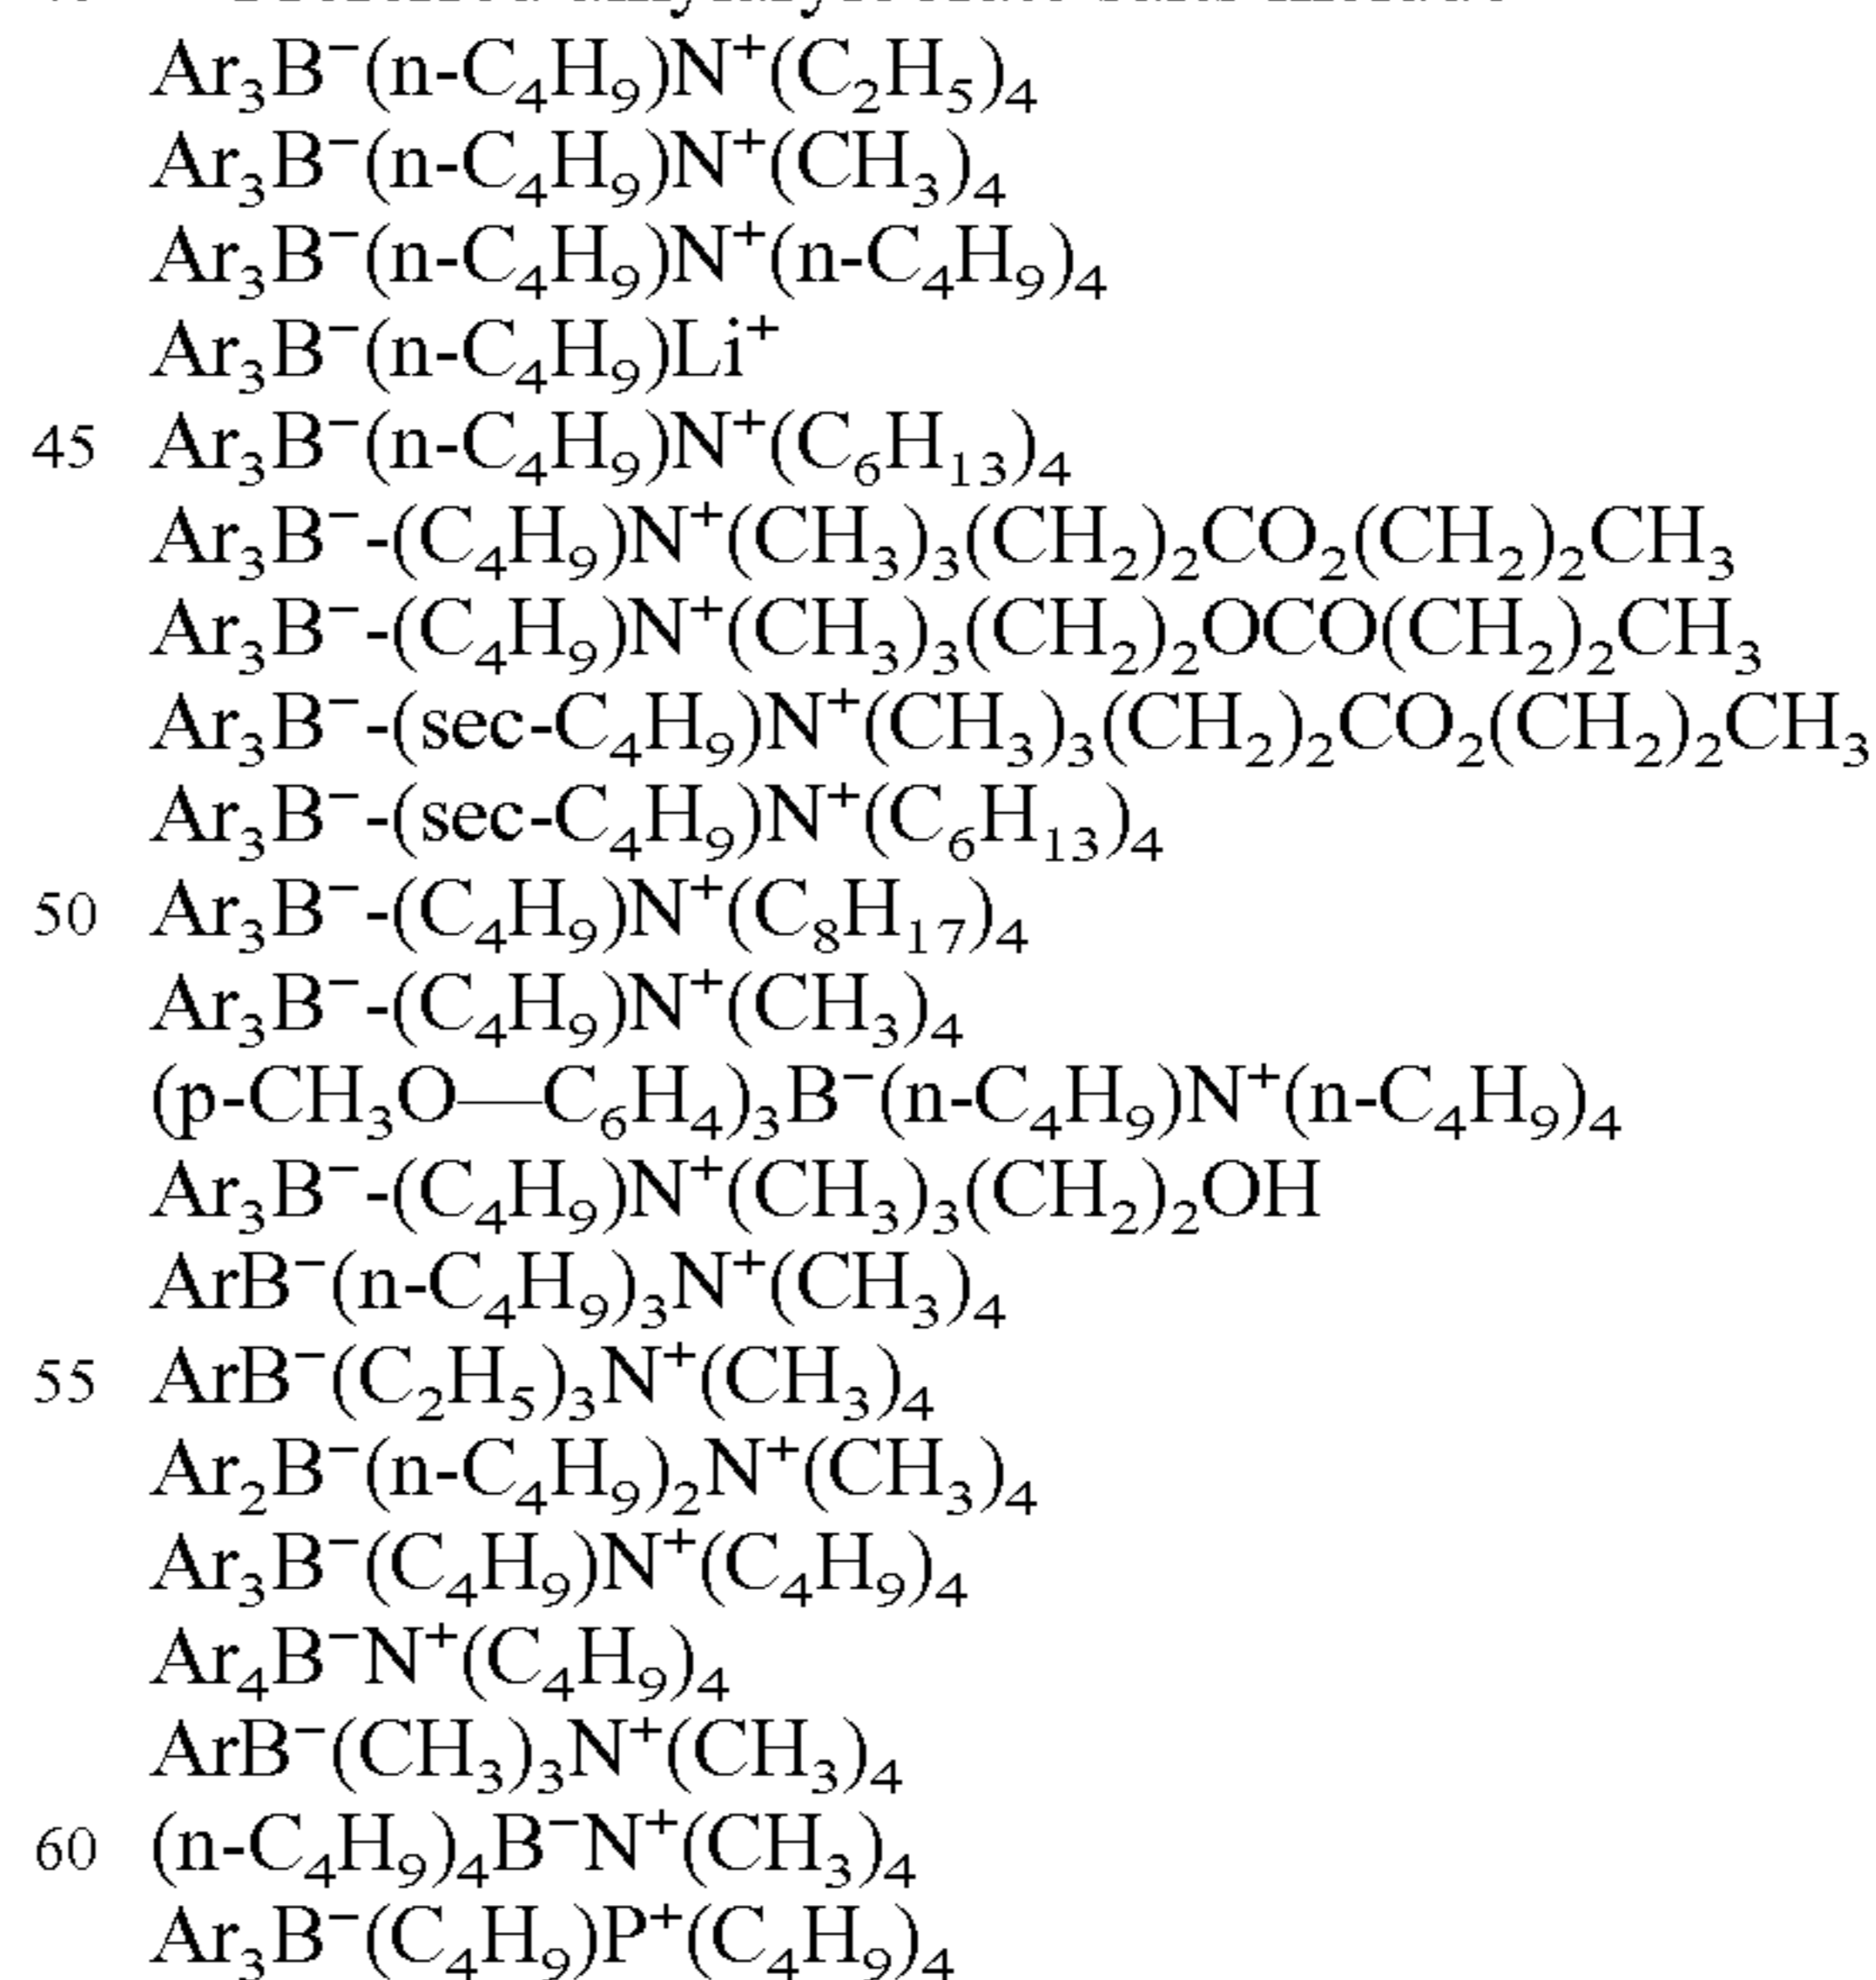 Ar₃B⁻(n-C₄H₉)N⁺(C₂H₅)₄
Ar₃B⁻(n-C₄H₉)N⁺(CH₃)₄
Ar₃B⁻(n-C₄H₉)N⁺(n-C₄H₉)₄
Ar₃B⁻(n-C₄H₉)Li⁺
45 Ar₃B⁻(n-C₄H₉)N⁺(C₆H₁₃)₄
Ar₃B⁻-(C₄H₉)N⁺(CH₃)₃(CH₂)₂CO₂(CH₂)₂CH₃
Ar₃B⁻-(C₄H₉)N⁺(CH₃)₃(CH₂)₂OCO(CH₂)₂CH₃
Ar₃B⁻-(sec-C₄H₉)N⁺(CH₃)₃(CH₂)₂CO₂(CH₂)₂CH₃
Ar₃B⁻-(sec-C₄H₉)N⁺(C₆H₁₃)₄
50 Ar₃B⁻-(C₄H₉)N⁺(C₈H₁₇)₄
Ar₃B⁻-(C₄H₉)N⁺(CH₃)₄
(p-CH₃O—C₆H₄)₃B⁻(n-C₄H₉)N⁺(n-C₄H₉)₄
Ar₃B⁻-(C₄H₉)N⁺(CH₃)₃(CH₂)₂OH
ArB⁻(n-C₄H₉)₃N⁺(CH₃)₄
55 ArB⁻(C₂H₅)₃N⁺(CH₃)₄
Ar₂B⁻(n-C₄H₉)₂N⁺(CH₃)₄
Ar₃B⁻(C₄H₉)N⁺(C₄H₉)₄
Ar₄B⁻N⁺(C₄H₉)₄
ArB⁻(CH₃)₃N⁺(CH₃)₄
60 (n-C₄H₉)₄B⁻N⁺(CH₃)₄
Ar₃B⁻(C₄H₉)P⁺(C₄H₉)₄